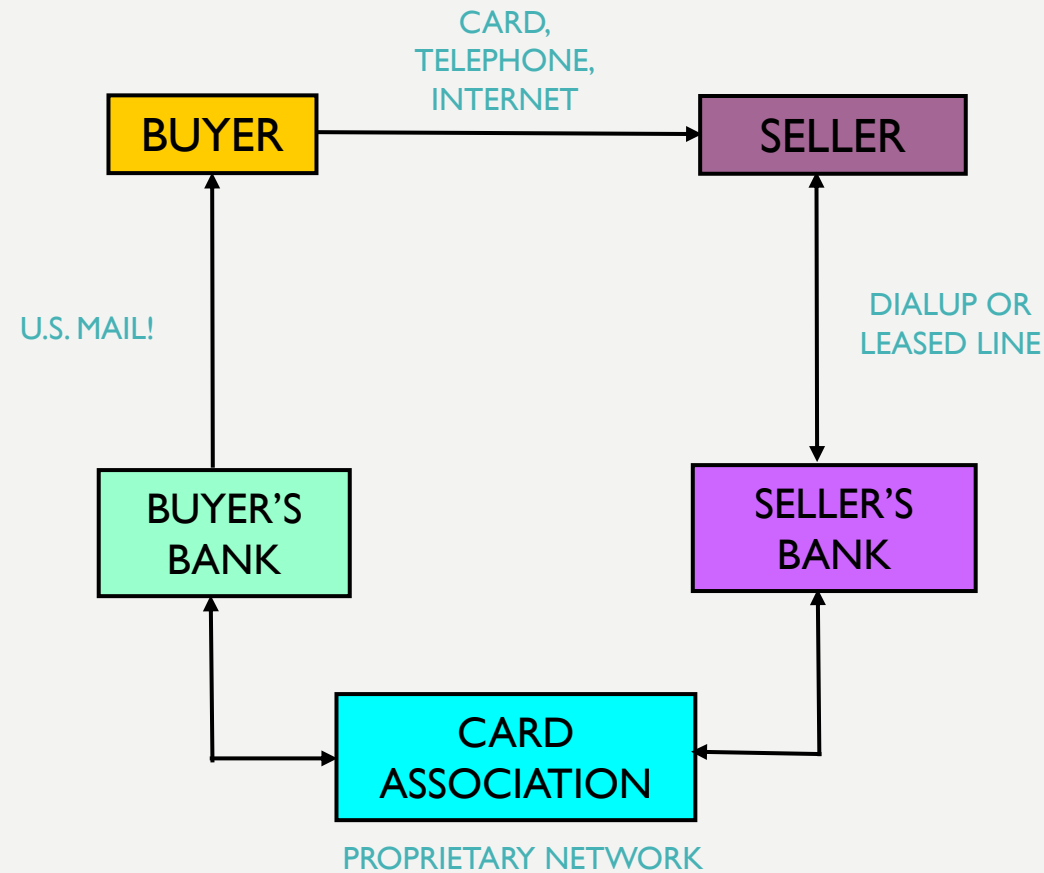 CARD,
TELEPHONE,
INTERNET
BUYER
SELLER
U.S. MAIL!
DIALUP OR
LEASED LINE
BUYER'S
BANK
SELLER'S
BANK
CARD
ASSOCIATION
PROPRIETARY NETWORK